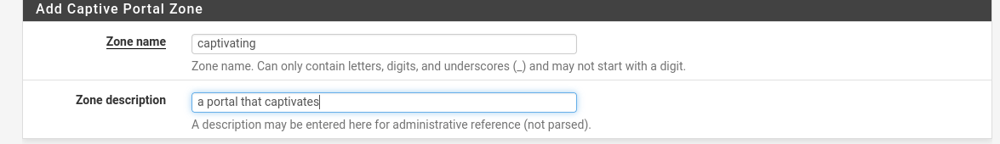 Add Captive Portal Zone
Zone name
captivating
Zone name. Can only contain letters, digits, and underscores (_) and may not start with a digit.
Zone description
a portal that captivates
A description may be entered here for administrative reference (not parsed).